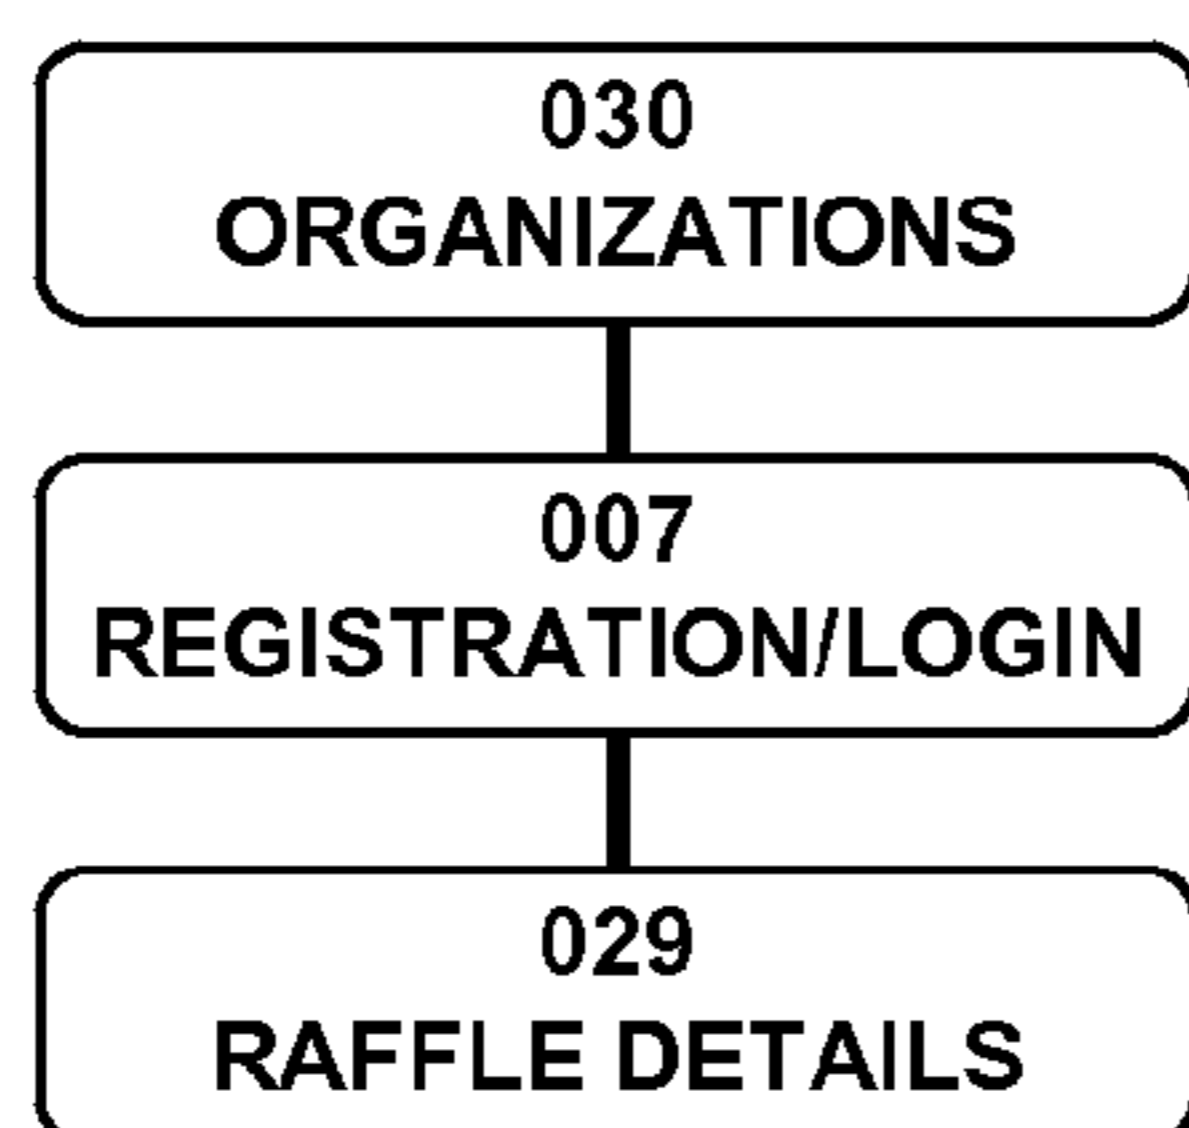 030
ORGANIZATIONS
007
REGISTRATION/LOGIN
029
RAFFLE DETAILS